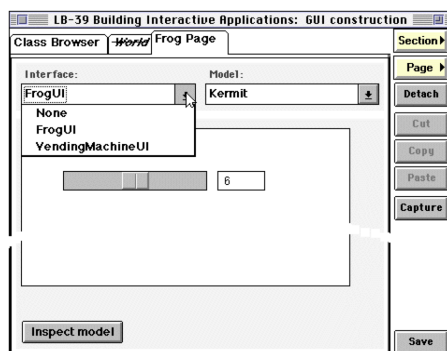 LB-39 Building Interactive Applications: GUI construction
Class Browser World Frog Page
Section
Page
Detach
Cut
Copy
Paste
Capture
Save
Interface:
FrogUI
None
FrogUI
VendingMachineUI
Model:
Kermit
6
Inspect model